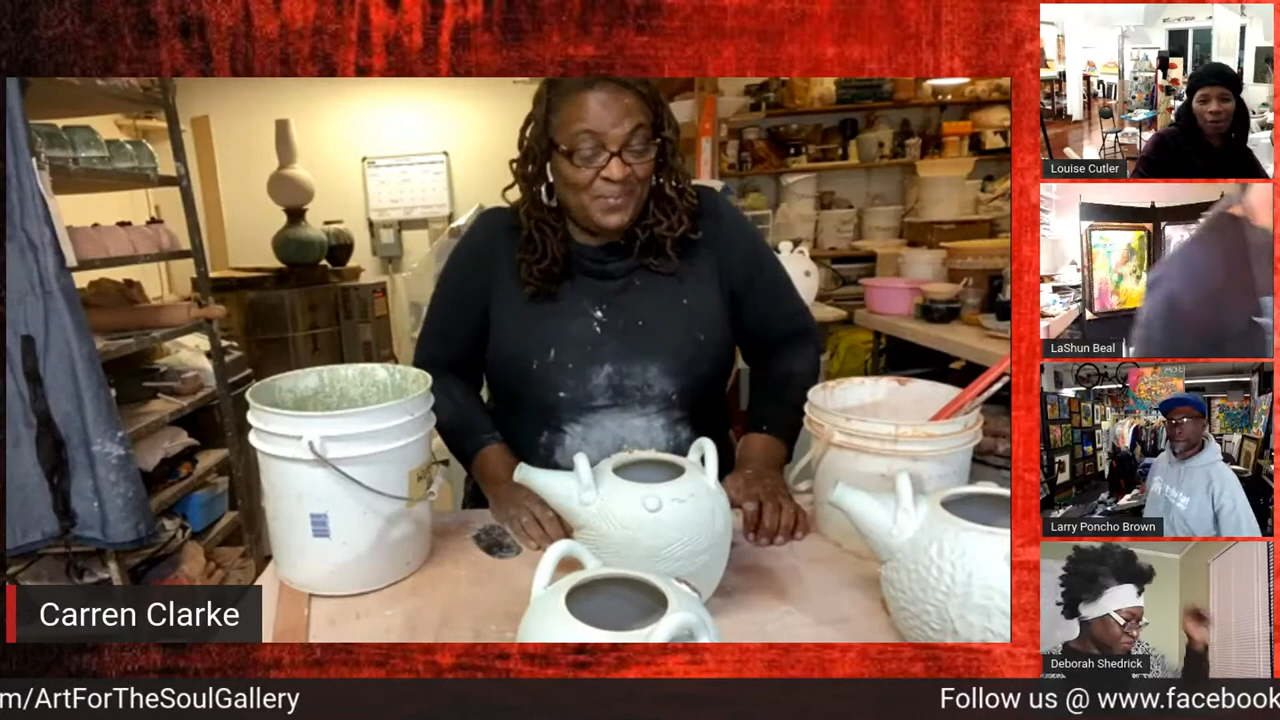 Louise Cutler
LaShun Beal
Larry Poncho Brown
Deborah Shedrick
Carren Clarke
m/ArtForTheSoulGallery
Follow us @ www.facebook